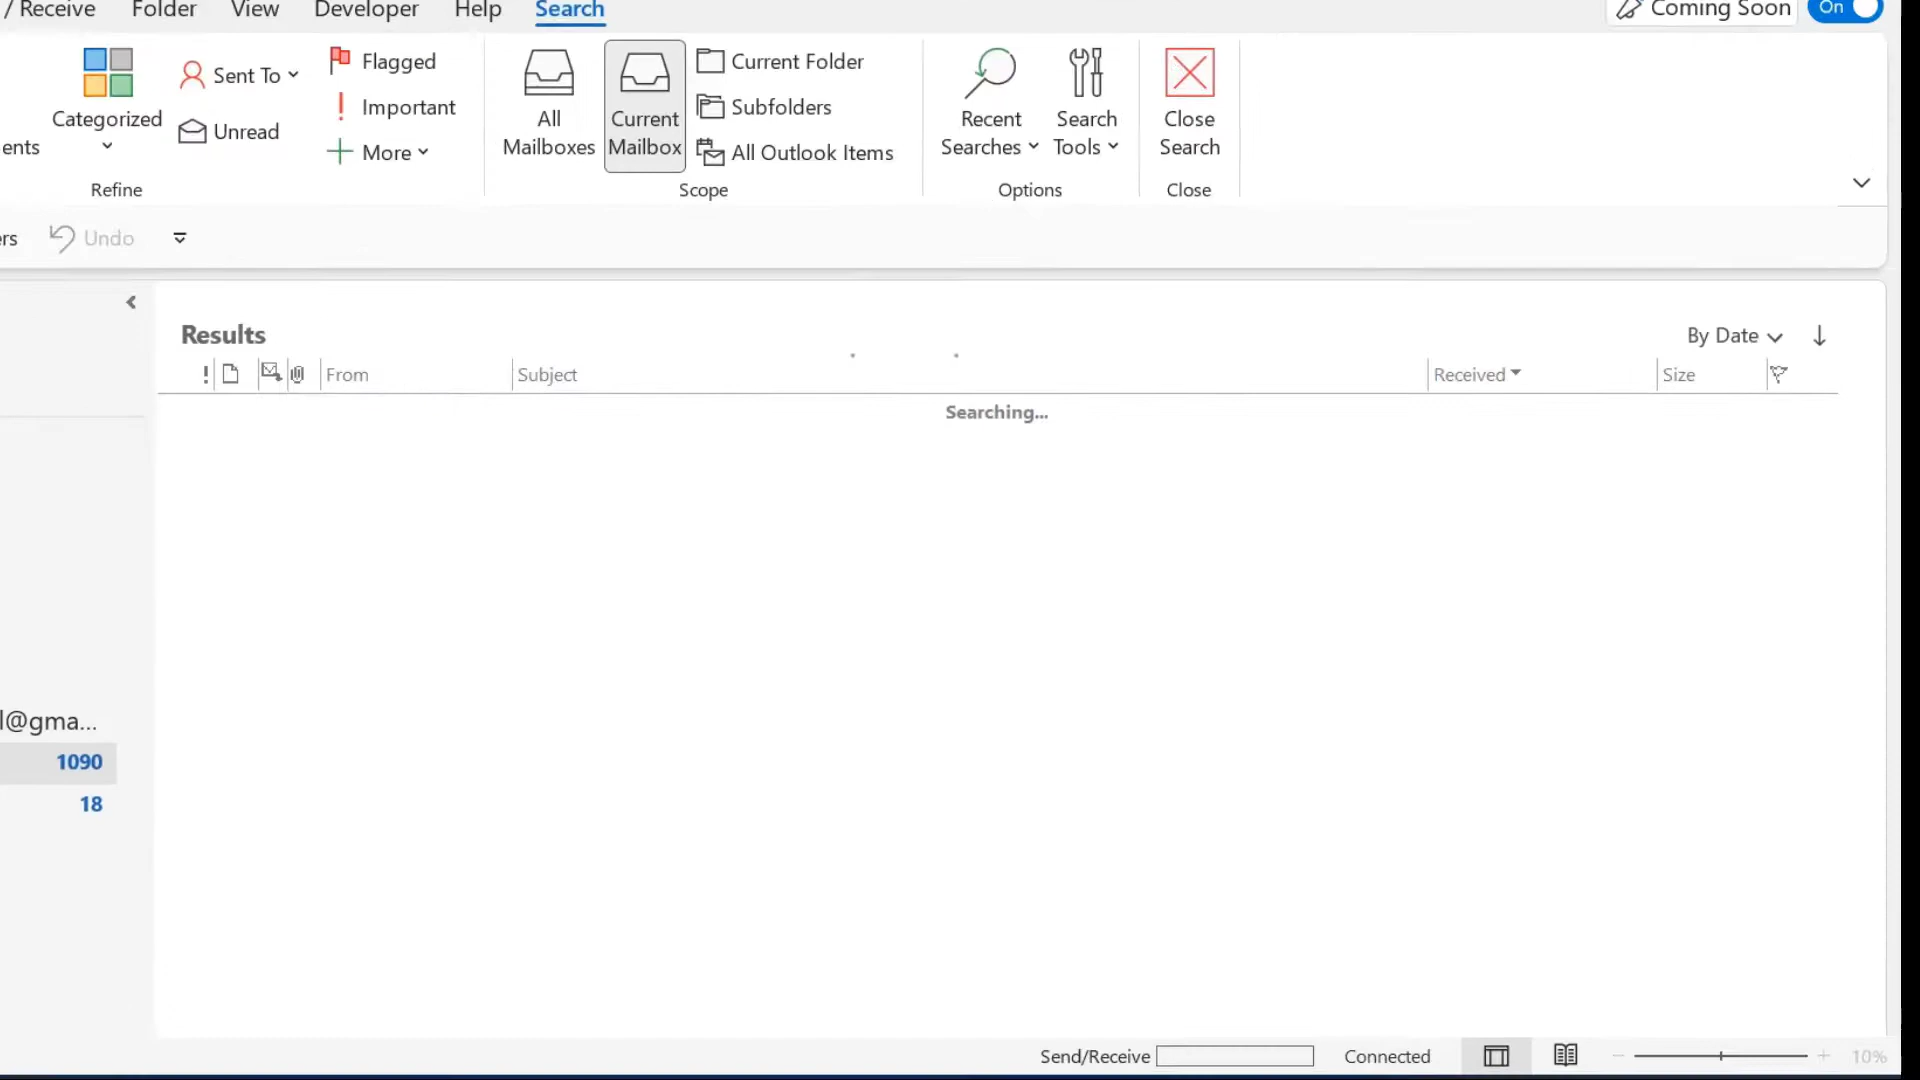 / Receive Folder View Developer Help Search Coming Soon On
Flagged Current Folder
Sent To
Categorized Important All Current Subfolders Recent Search Close
Unread
ents More Mailboxes Mailbox All Outlook Items Searches Tools Search
Refine Scope Options Close
ers Undo
Results By Date
! From Subject Received Size
Searching...
l@gma...
1090
18
Send/Receive Connected 10%